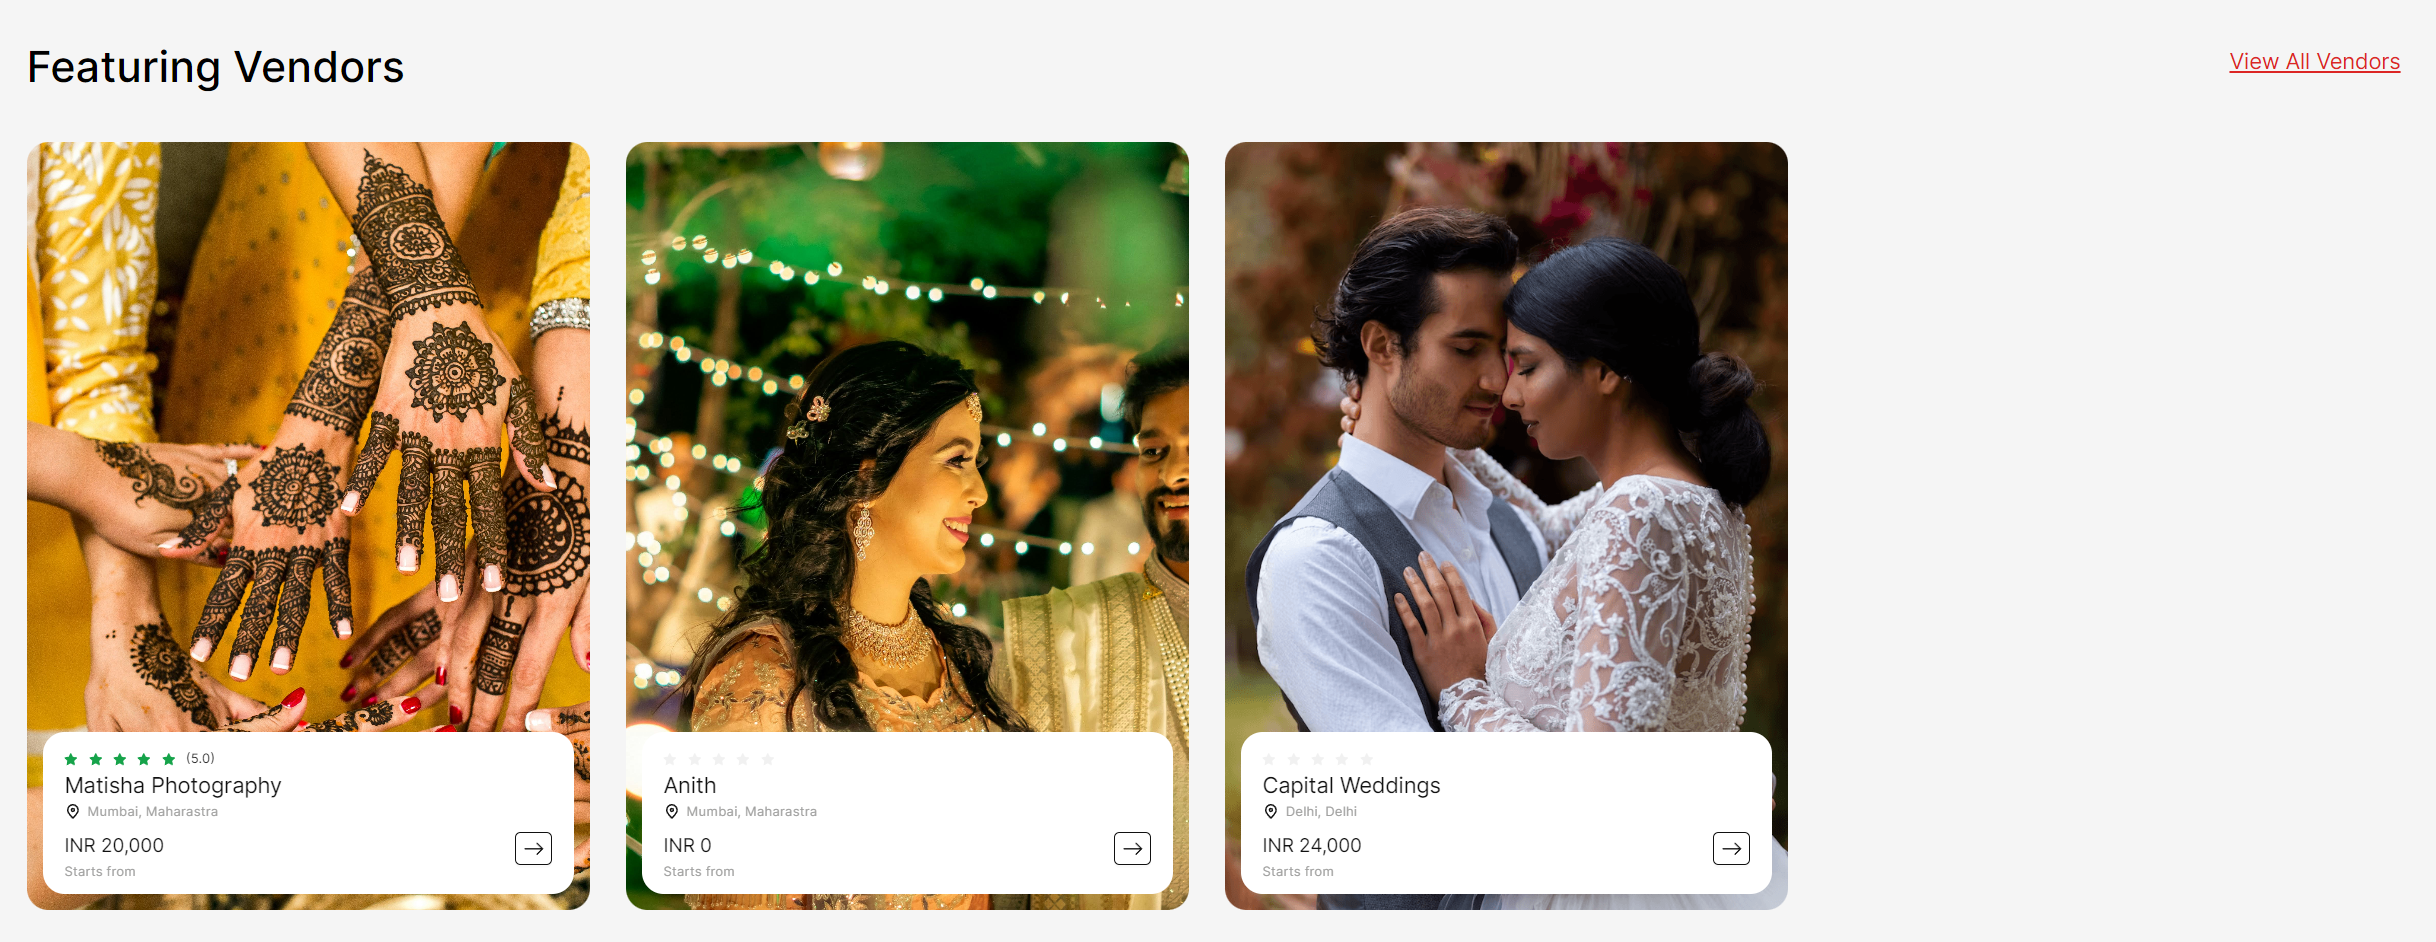 Featuring Vendors
View All Vendors
(5.0)
Matisha Photography
Mumbai, Maharastra
INR 20,000
Starts from
Anith
Mumbai, Maharastra
INR 0
Starts from
Capital Weddings
Delhi, Delhi
INR 24,000
Starts from